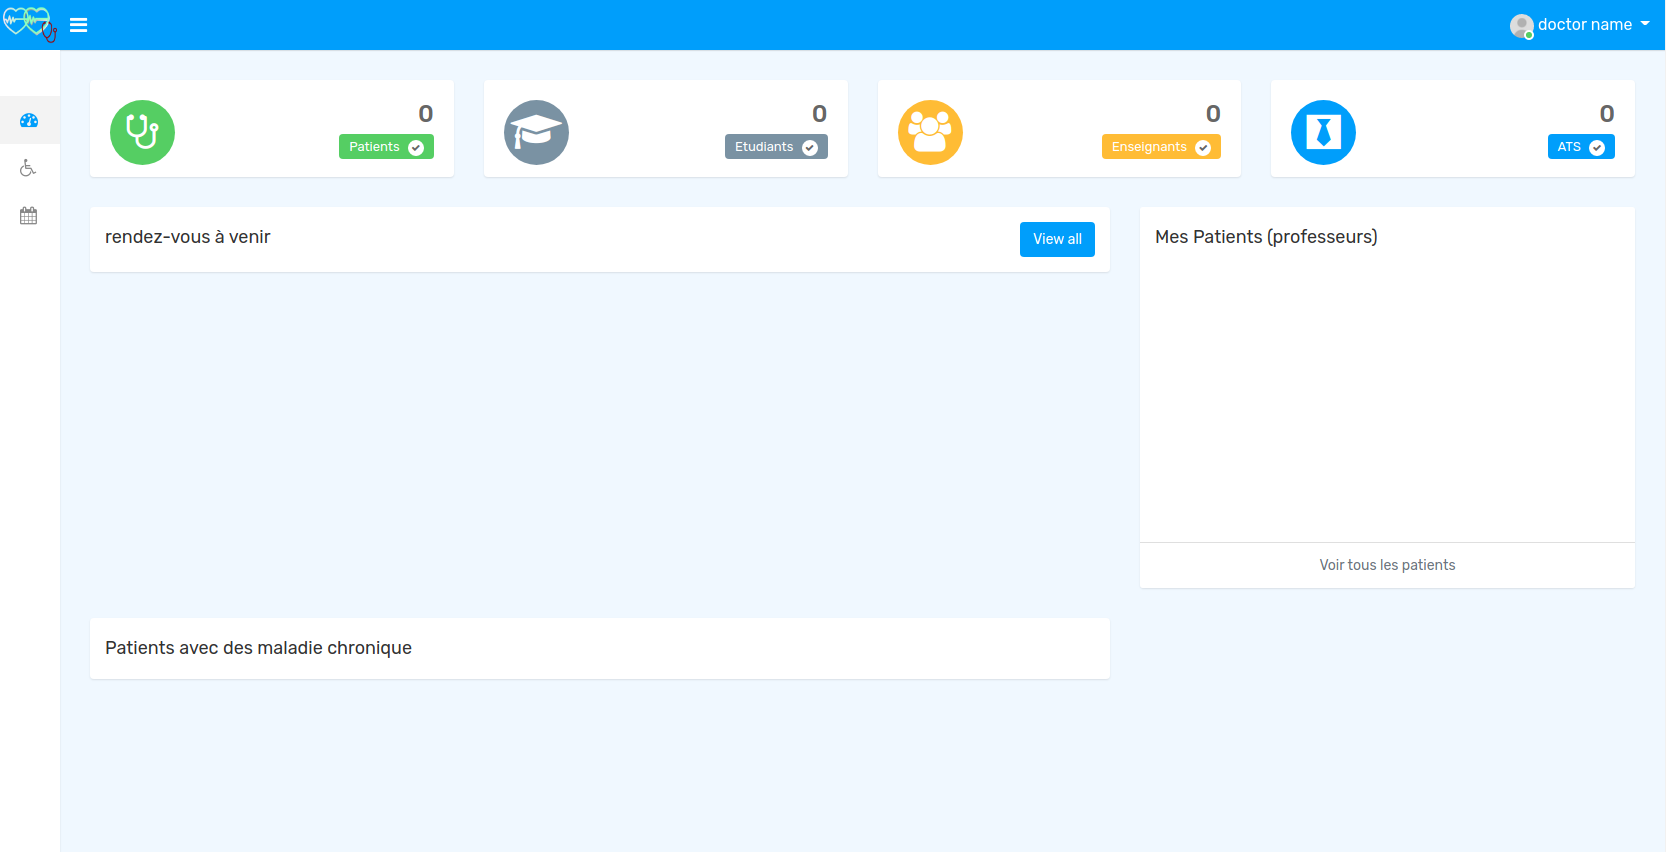 doctor name
0
Patients
0
Etudiants
0
Enseignants
0
ATS
rendez-vous à venir
View all
Mes Patients (professeurs)
Voir tous les patients
Patients avec des maladie chronique